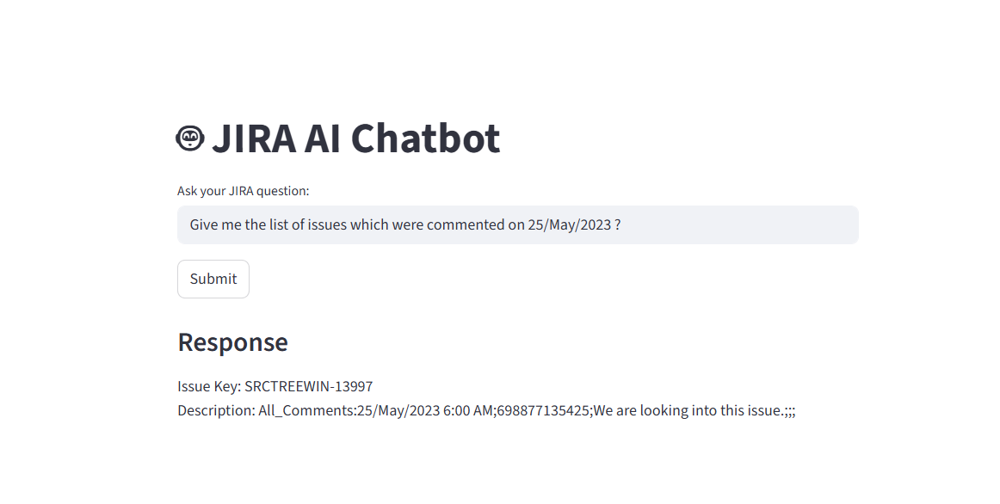 JIRA AI Chatbot
Ask your JIRA question:
Give me the list of issues which were commented on 25/May/2023 ?
Submit
Response
Issue Key: SRCTREEWIN-13997
Description: All_Comments:25/May/2023 6:00 AM;698877135425;We are looking into this issue.;;;